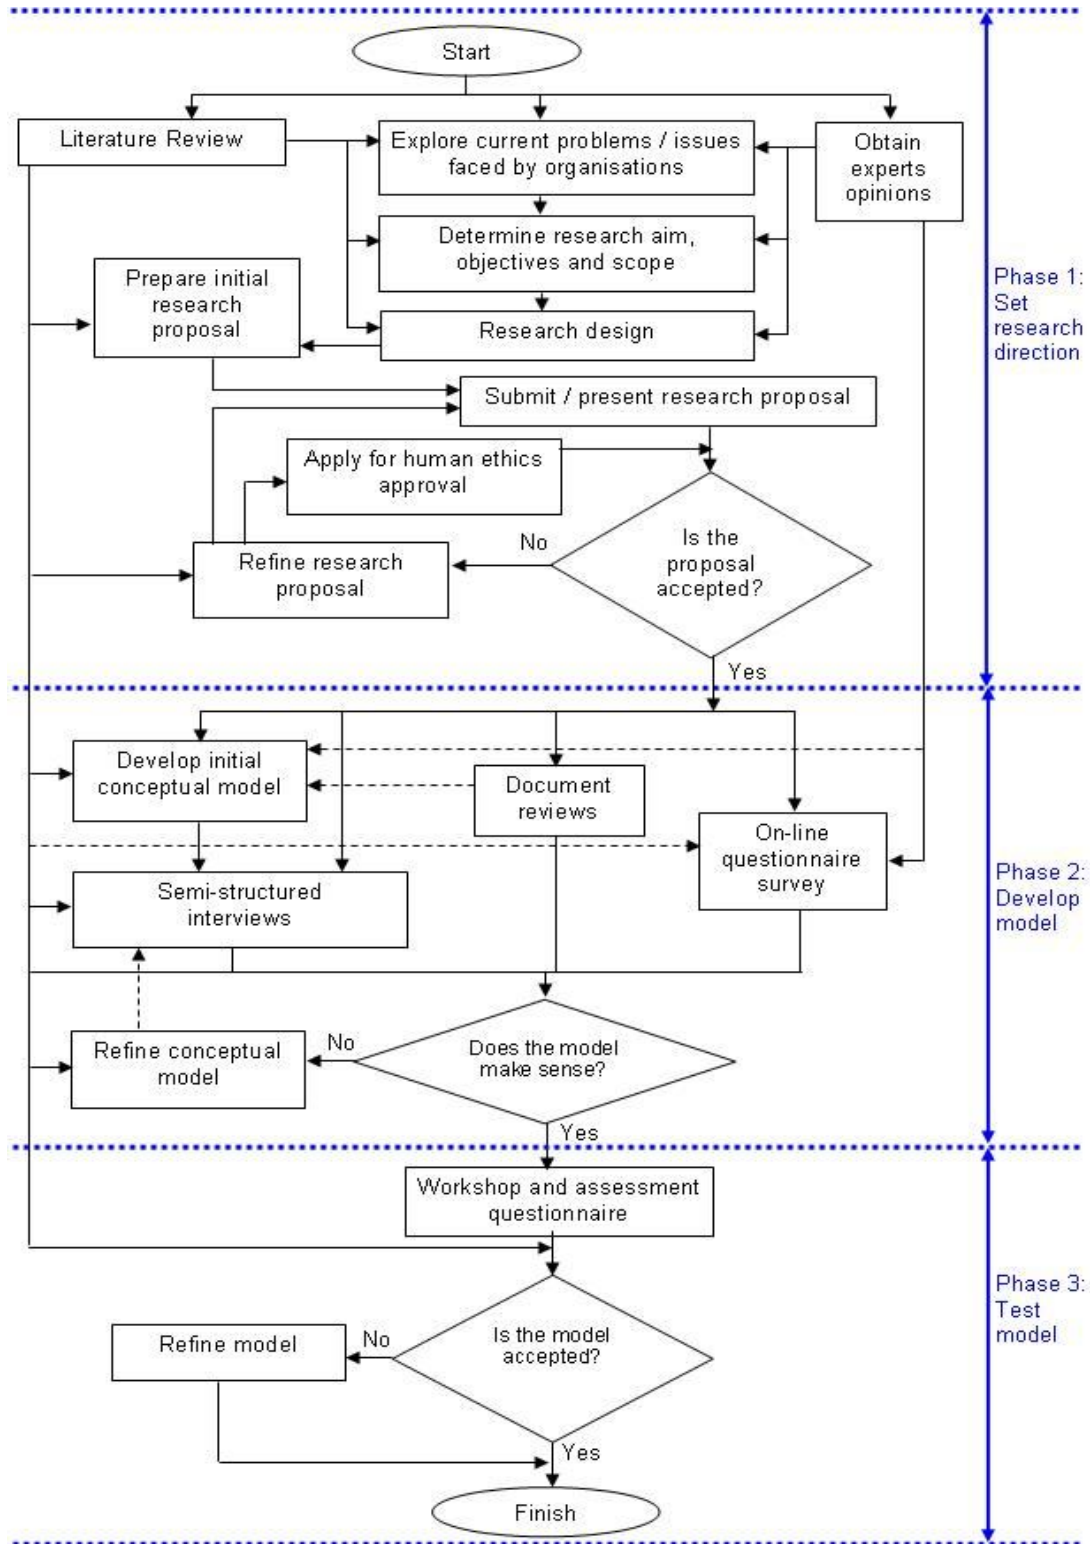 Start
Literature Review
Explore current problems / issues
faced by organisations
Obtain
experts
opinions
Determine research aim,
objectives and scope
Prepare initial
research
proposal
Research design
Phase 1:
Set
research
direction
Submit / present research proposal
Apply for human ethics
approval
Is the
proposal
accepted?
No
Refine research
proposal
Yes
Develop initial
conceptual model
Document
reviews
On-line
questionnaire
survey
Semi-structured
interviews
Phase 2:
Develop
model
Does the model
make sense?
No
Refine conceptual
model
Yes
Workshop and assessment
questionnaire
Phase 3:
Test
model
Is the model
accepted?
No
Refine model
Yes
Finish